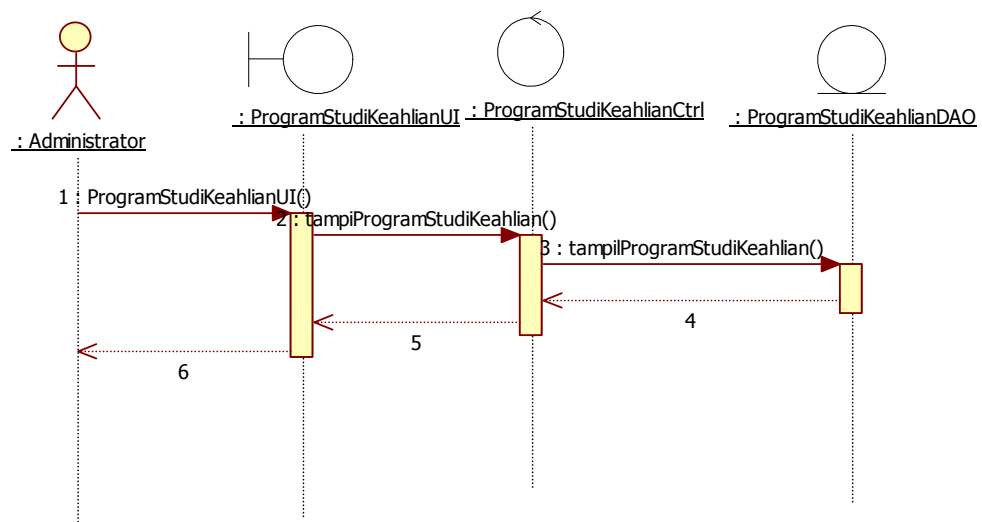 : Administrator
: ProgramStudiKeahlianUI
: ProgramStudiKeahlianCtrl
: ProgramStudiKeahlianDAO
1 : ProgramStudiKeahlianUI()
2 : tampiProgramStudiKeahlian()
3 : tampilProgramStudiKeahlian()
4
5
6